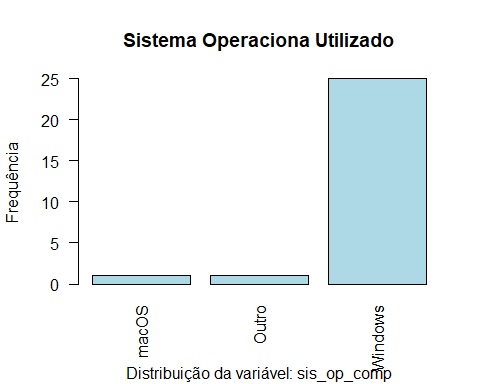 Sistema Operaciona Utilizado
Frequência
25
20
15
10
5
0
macOS
Outro
Windows
Distribuição da variável: sis_op_comp